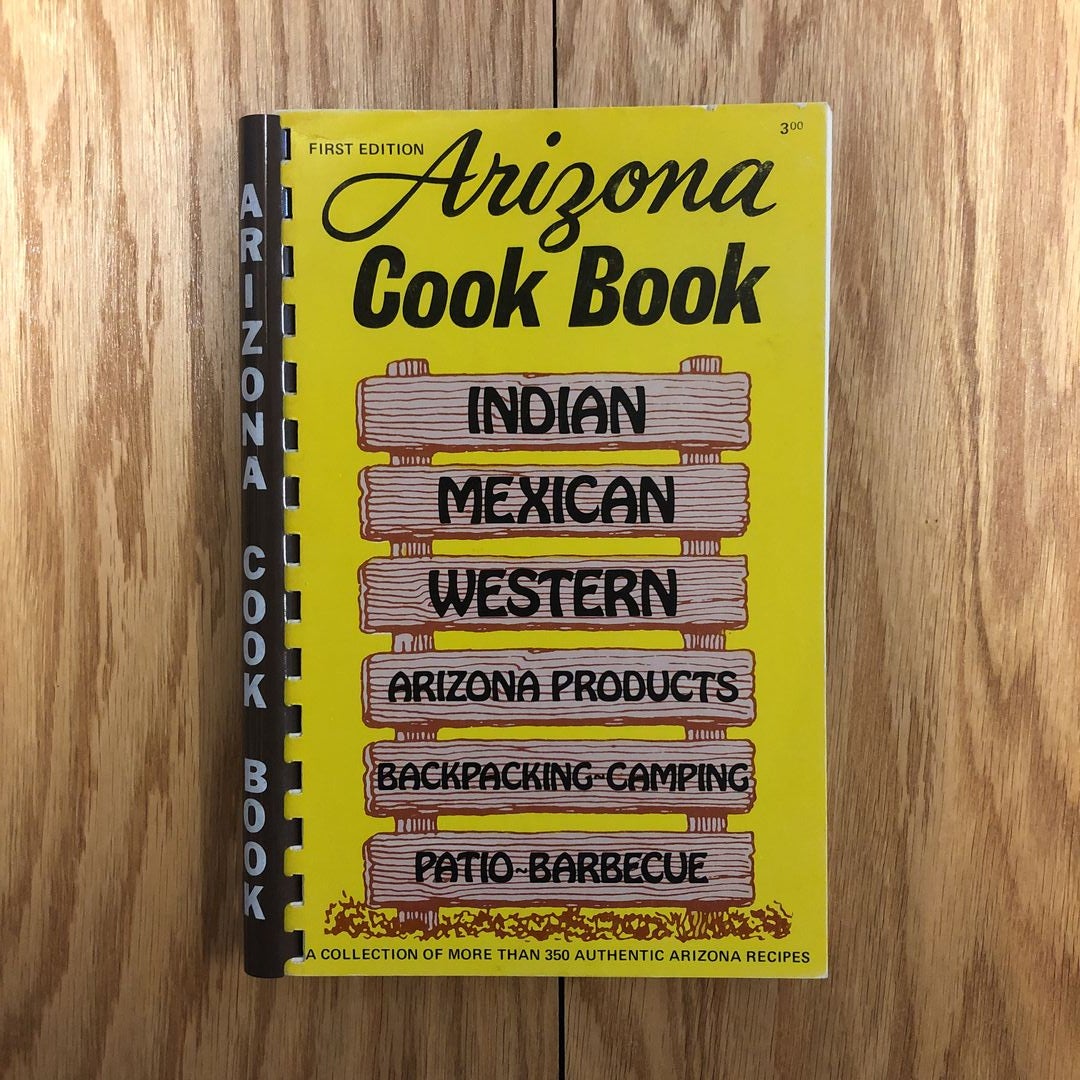 ARIZONA COOK BOOK
FIRST EDITION
3⁰⁰
Arizona
Cook Book
INDIAN
MEXICAN
WESTERN
ARIZONA PRODUCTS
BACKPACKING~CAMPING
PATIO~BARBECUE
A COLLECTION OF MORE THAN 350 AUTHENTIC ARIZONA RECIPES